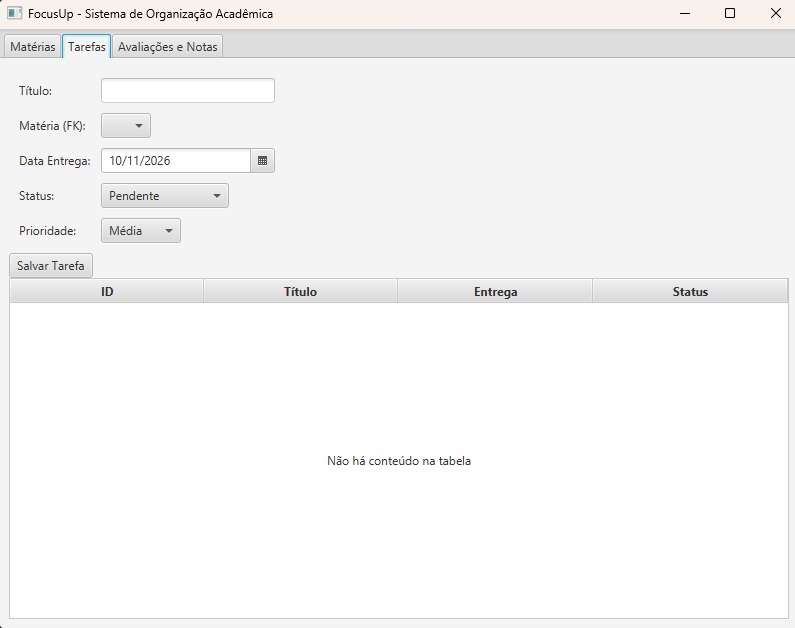 FocusUp - Sistema de Organização Acadêmica
Matérias Tarefas Avaliações e Notas
Título:
Matéria (FK):
Data Entrega: 10/11/2026
Status: Pendente
Prioridade: Média
Salvar Tarefa
ID Título Entrega Status
Não há conteúdo na tabela